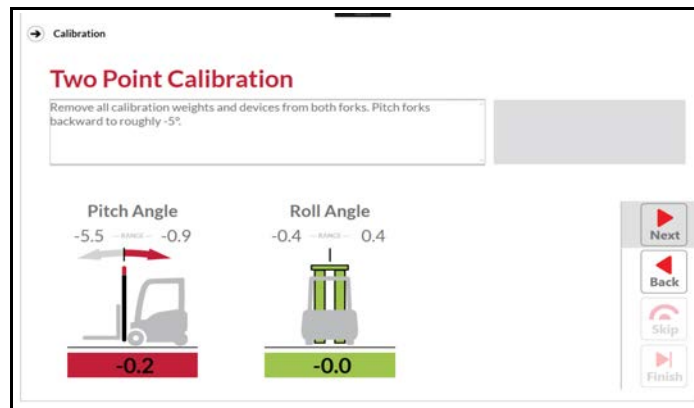 Calibration
Two Point Calibration
Remove all calibration weights and devices from both forks. Pitch forks
backward to roughly -5°.
Pitch Angle
-5.5 —RANGE— -0.9
-0.2
Roll Angle
-0.4 —RANGE— 0.4
-0.0
Next
Back
Skip
Finish